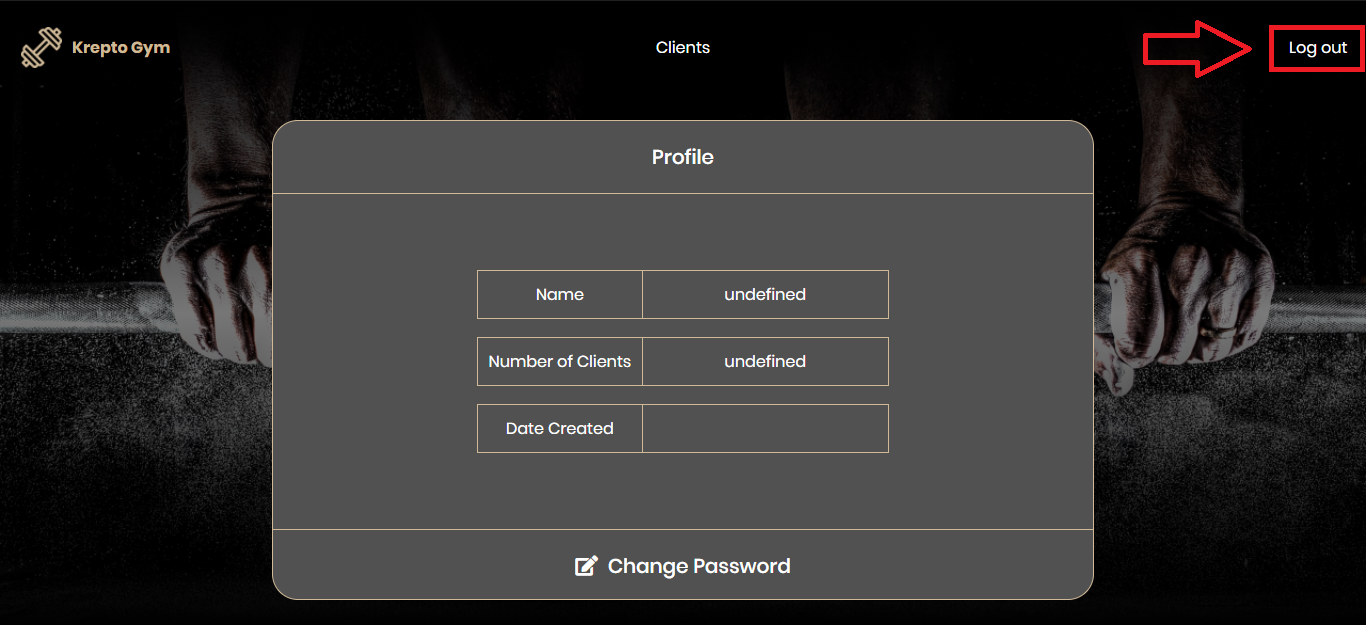 Krepto Gym
Clients
Log out
Profile
Name
undefined
Number of Clients
undefined
Date Created
Change Password